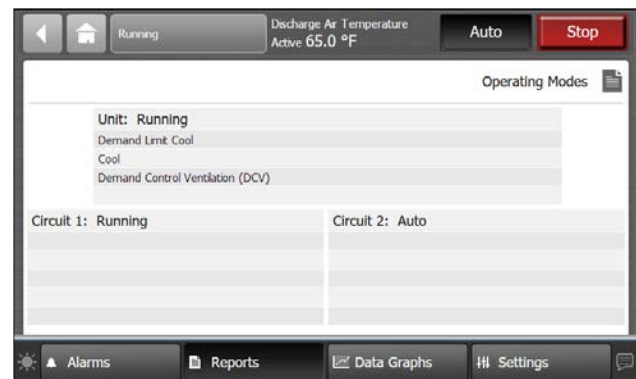 Running
Discharge Air Temperature
Active 65.0 °F
Auto
Stop
Operating Modes
Unit: Running
Demand Limit Cool
Cool
Demand Control Ventilation (DCV)
Circuit 1: Running
Circuit 2: Auto
Alarms
Reports
Data Graphs
Settings